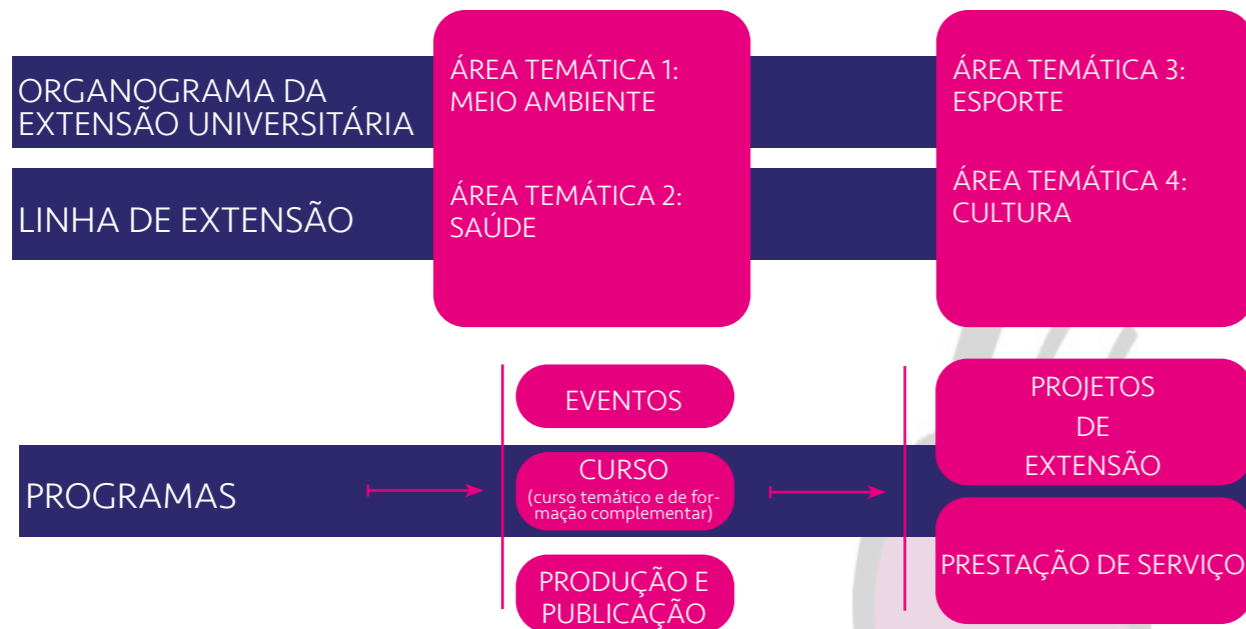 ORGANOGRAMA DA
EXTENSÃO UNIVERSITÁRIA
ÁREA TEMÁTICA 1:
MEIO AMBIENTE
ÁREA TEMÁTICA 3:
ESPORTE
LINHA DE EXTENSÃO
ÁREA TEMÁTICA 2:
SAÚDE
ÁREA TEMÁTICA 4:
CULTURA
PROGRAMAS
EVENTOS
CURSO
(curso temático e de for-
mação complementar)
PRODUÇÃO E
PUBLICAÇÃO
PROJETOS
DE
EXTENSÃO
PRESTAÇÃO DE SERVIÇO